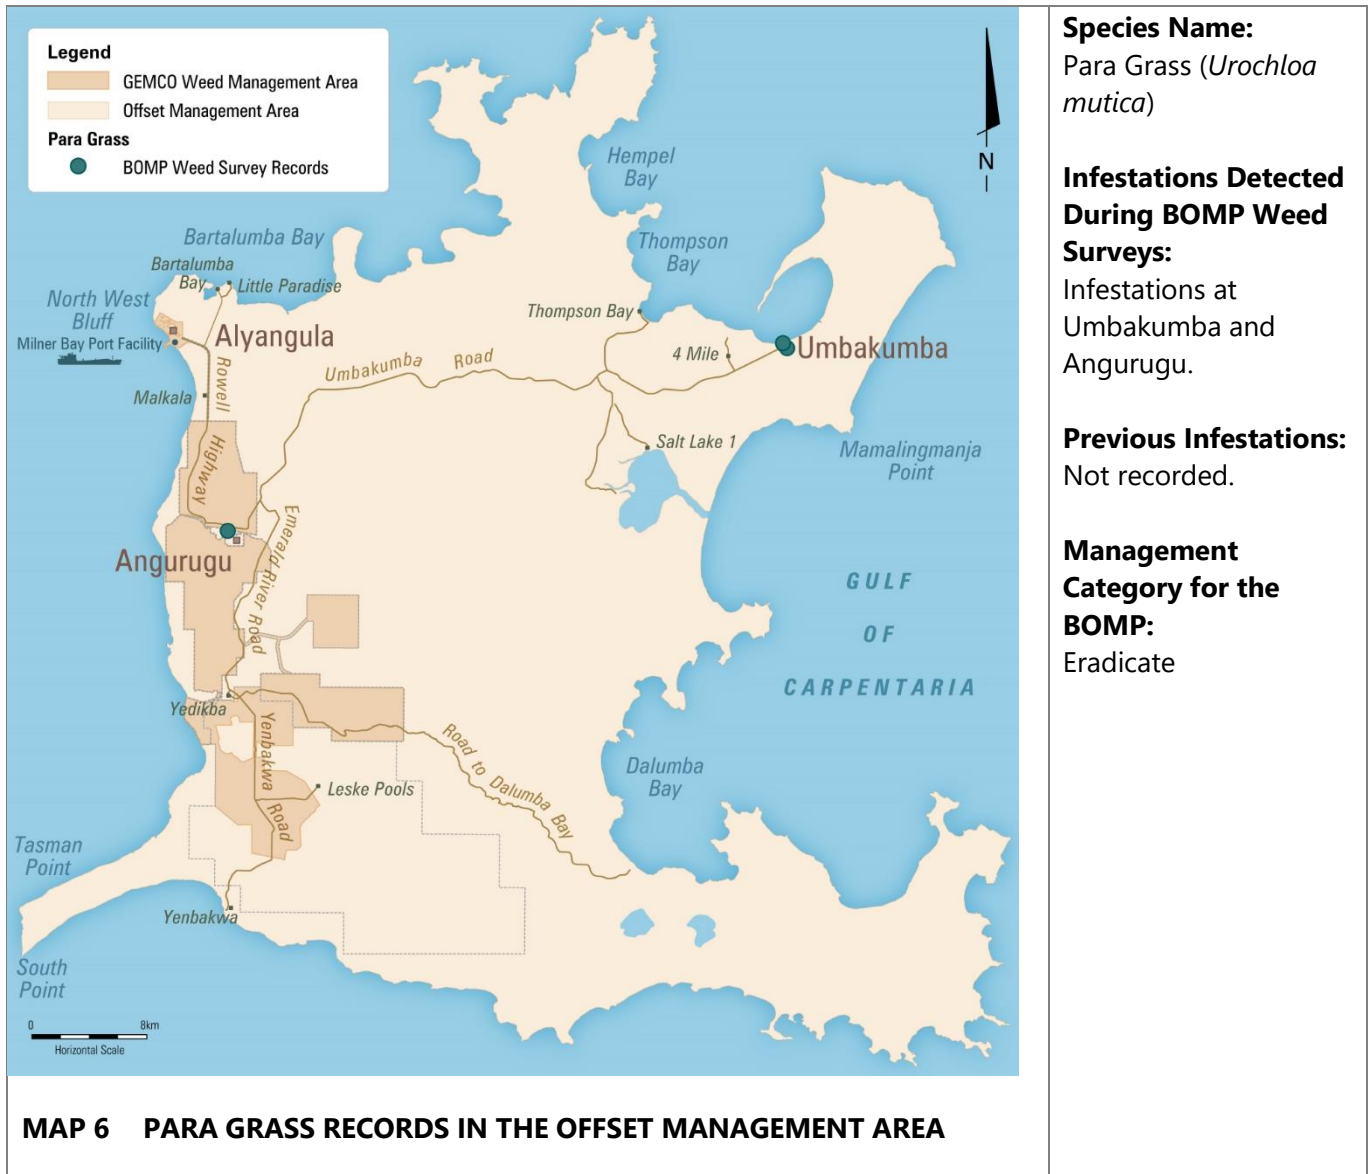 Legend
GEMCO Weed Management Area
Offset Management Area
Para Grass
BOMP Weed Survey Records
N
Hempel
Bay
Bartalumba Bay
Thompson
Bay
Bartalumba
Bay
Little Paradise
North West
Bluff
Thompson Bay
Alyangula
Milner Bay Port Facility
4 Mile
Umbakumba
Umbakumba Road
Rowell
Highway
Malkala
Salt Lake 1
Mamalingmanja
Point
Emerald River Road
Angurugu
GULF
OF
CARPENTARIA
Yedikba
Yenbakwa
Road
Road to Dalumba Bay
Dalumba
Bay
Leske Pools
Tasman
Point
Yenbakwa
South
Point
0 8km
Horizontal Scale
MAP 6 PARA GRASS RECORDS IN THE OFFSET MANAGEMENT AREA
Species Name:
Para Grass (Urochloa
mutica)
Infestations Detected
During BOMP Weed
Surveys:
Infestations at
Umbakumba and
Angurugu.
Previous Infestations:
Not recorded.
Management
Category for the
BOMP:
Eradicate